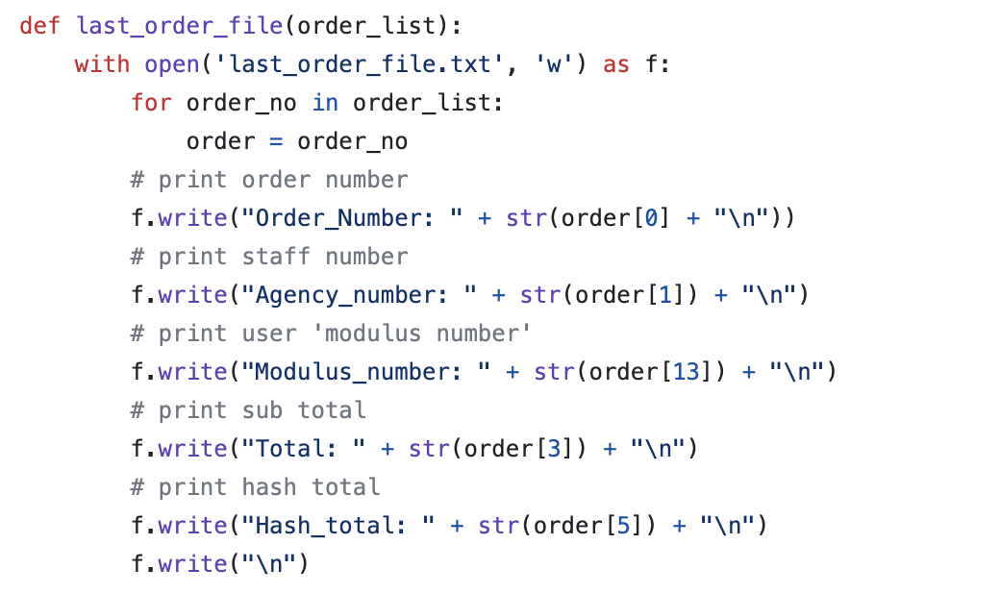 def last_order_file(order_list):
    with open('last_order_file.txt', 'w') as f:
        for order_no in order_list:
            order = order_no
        # print order number
        f.write("Order_Number: " + str(order[0] + "\n"))
        # print staff number
        f.write("Agency_number: " + str(order[1]) + "\n")
        # print user 'modulus number'
        f.write("Modulus_number: " + str(order[13]) + "\n")
        # print sub total
        f.write("Total: " + str(order[3]) + "\n")
        # print hash total
        f.write("Hash_total: " + str(order[5]) + "\n")
        f.write("\n")